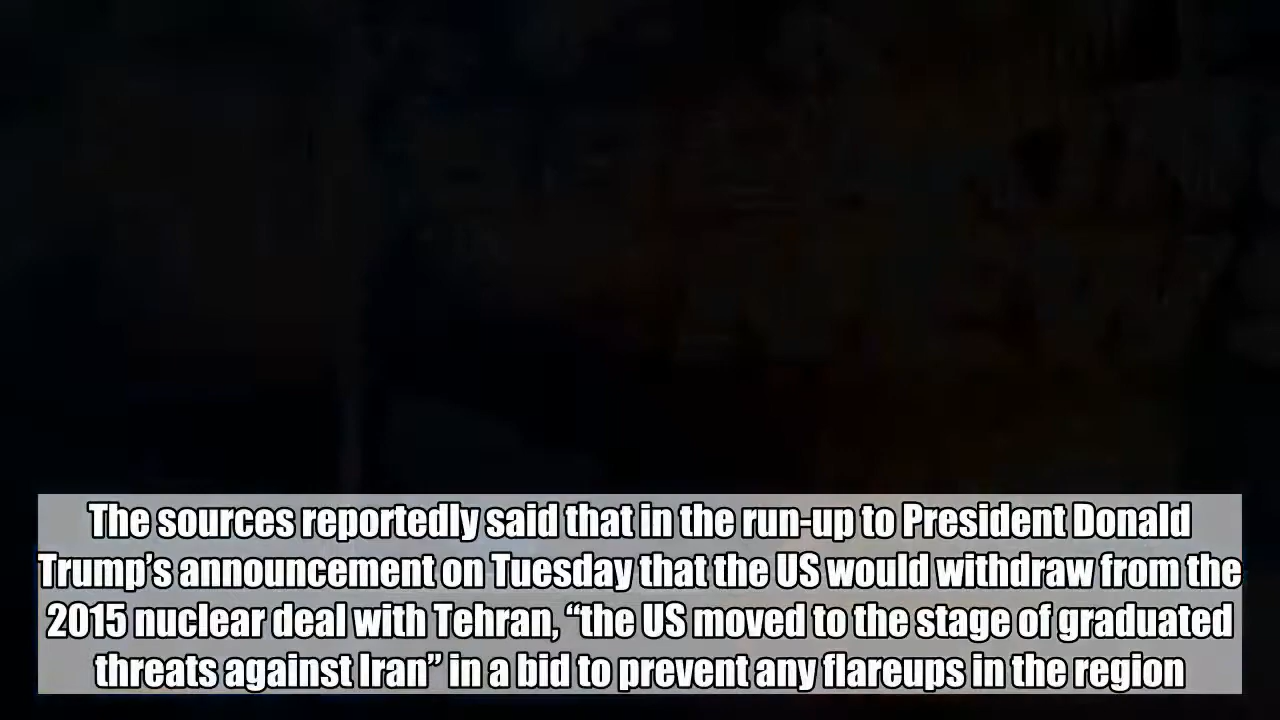 The sources reportedly said that in the run-up to President Donald
Trump’s announcement on Tuesday that the US would withdraw from the
2015 nuclear deal with Tehran, “the US moved to the stage of graduated
threats against Iran” in a bid to prevent any flareups in the region